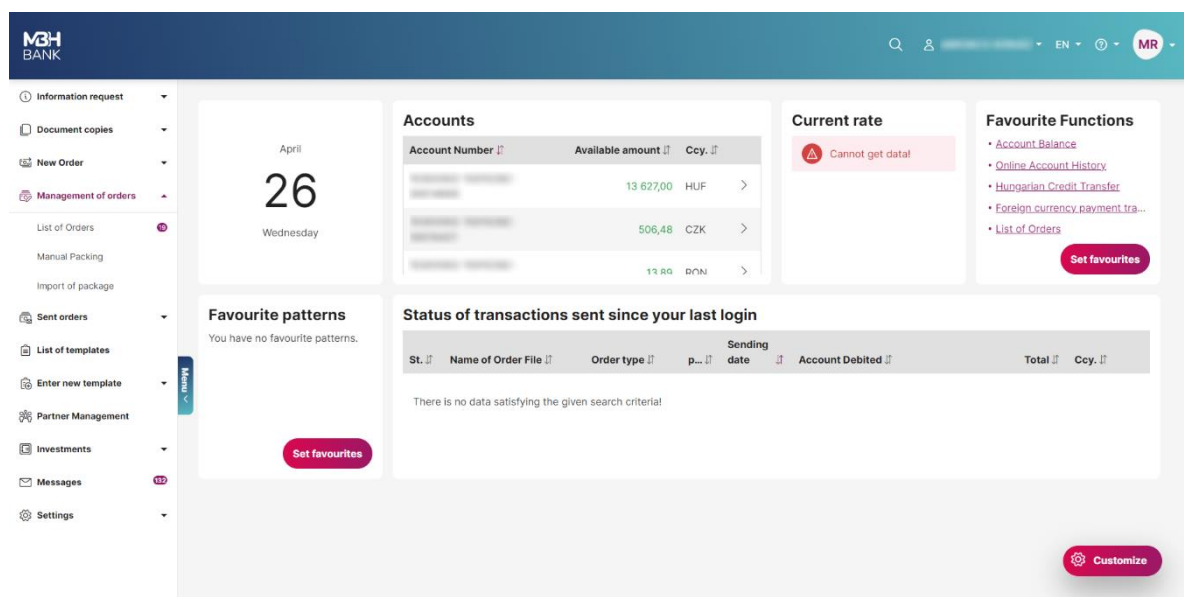 MBH
BANK
EN
MR
Information request
Document copies
New Order
Management of orders
List of Orders 19
Manual Packing
Import of package
Sent orders
List of templates
Enter new template
Partner Management
Investments
Messages 132
Settings
Menu
April
26
Wednesday
Accounts
Account Number Available amount Ccy.
13 627,00 HUF
506,48 CZK
13,89 RON
Current rate
Cannot get data!
Favourite Functions
• Account Balance
• Online Account History
• Hungarian Credit Transfer
• Foreign currency payment tra...
• List of Orders
Set favourites
Favourite patterns
You have no favourite patterns.
Set favourites
Status of transactions sent since your last login
St. Name of Order File Order type p... Sending date Account Debited Total Ccy.
There is no data satisfying the given search criteria!
Customize